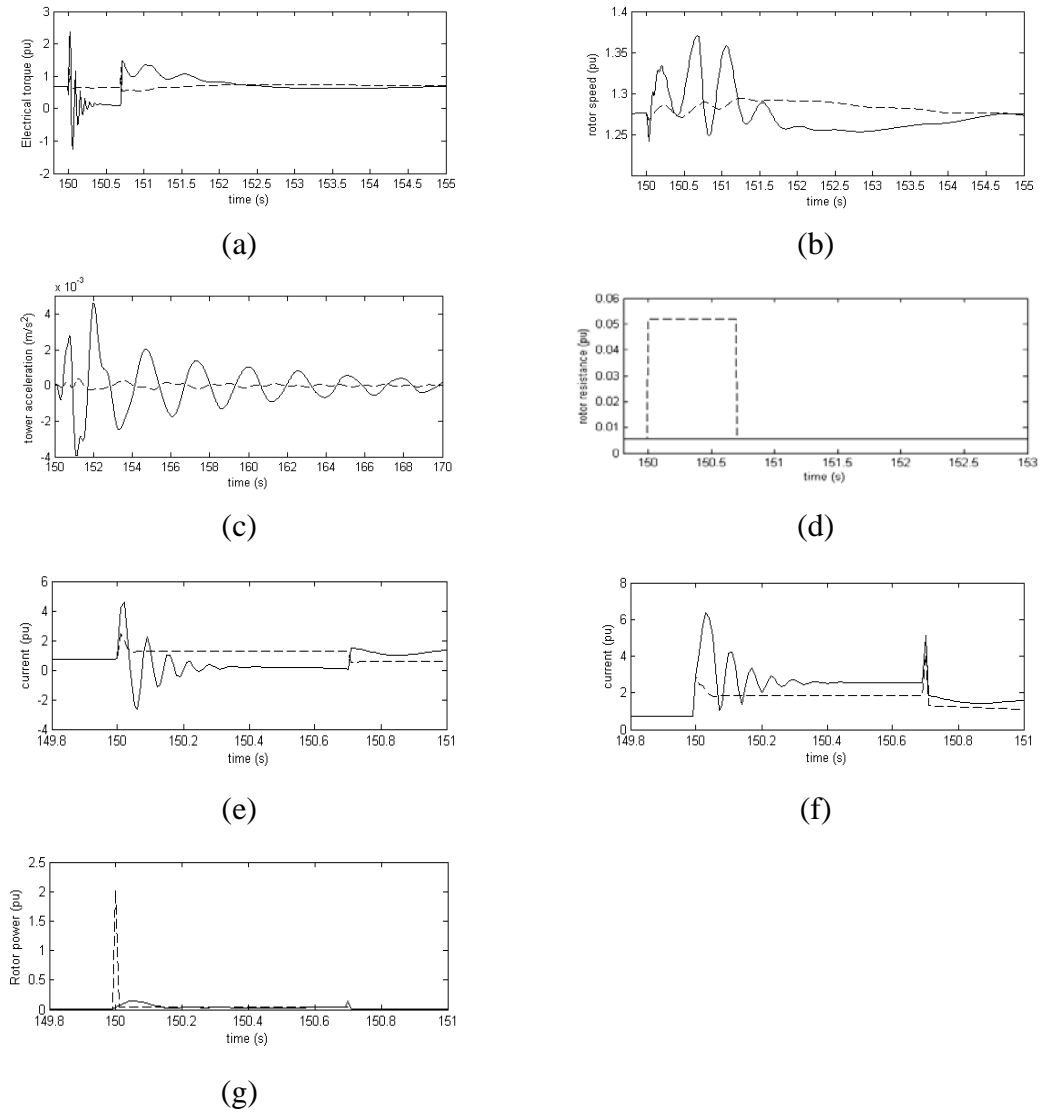 3
2
1
0
-1
-2
Electrical torque (pu)
150 150.5 151 151.5 152 152.5 153 153.5 154 154.5 155
time (s)
(a)
1.4
1.35
1.3
1.25
rotor speed (pu)
150 150.5 151 151.5 152 152.5 153 153.5 154 154.5 155
time (s)
(b)
x 10⁻³
4
2
0
-2
-4
tower acceleration (m/s²)
150 152 154 156 158 160 162 164 166 168 170
time (s)
(c)
0.06
0.05
0.04
0.03
0.02
0.01
0
rotor resistance (pu)
150 150.5 151 151.5 152 152.5 153
time (s)
(d)
6
4
2
0
-2
-4
current (pu)
149.8 150 150.2 150.4 150.6 150.8 151
time (s)
(e)
8
6
4
2
0
current (pu)
149.8 150 150.2 150.4 150.6 150.8 151
time (s)
(f)
2.5
2
1.5
1
0.5
0
Rotor power (pu)
149.8 150 150.2 150.4 150.6 150.8 151
time (s)
(g)